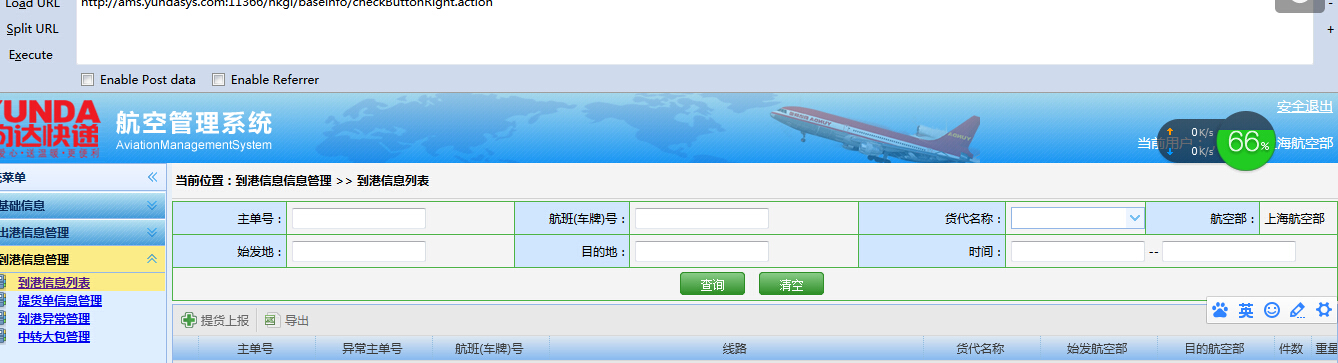 Load URL
http://ams.yundasys.com:11366/hkgl/baseinfo/checkButtonRight.action
-
Split URL
+
Execute
Enable Post data Enable Referrer
YUNDA
韵达快递
航空管理系统
AviationManagementSystem
安全退出
当前用户:
上海航空部
0K/s
0K/s
66%
菜单
当前位置:到港信息信息管理 >> 到港信息列表
基础信息
出港信息管理
到港信息管理
到港信息列表
提货单信息管理
到港异常管理
中转大包管理
主单号: 航班(车牌)号: 货代名称: 航空部: 上海航空部
始发地: 目的地: 时间: --
查询 清空
英
提货上报 导出
主单号 异常主单号 航班(车牌)号 线路 货代名称 始发航空部 目的航空部 件数 重量